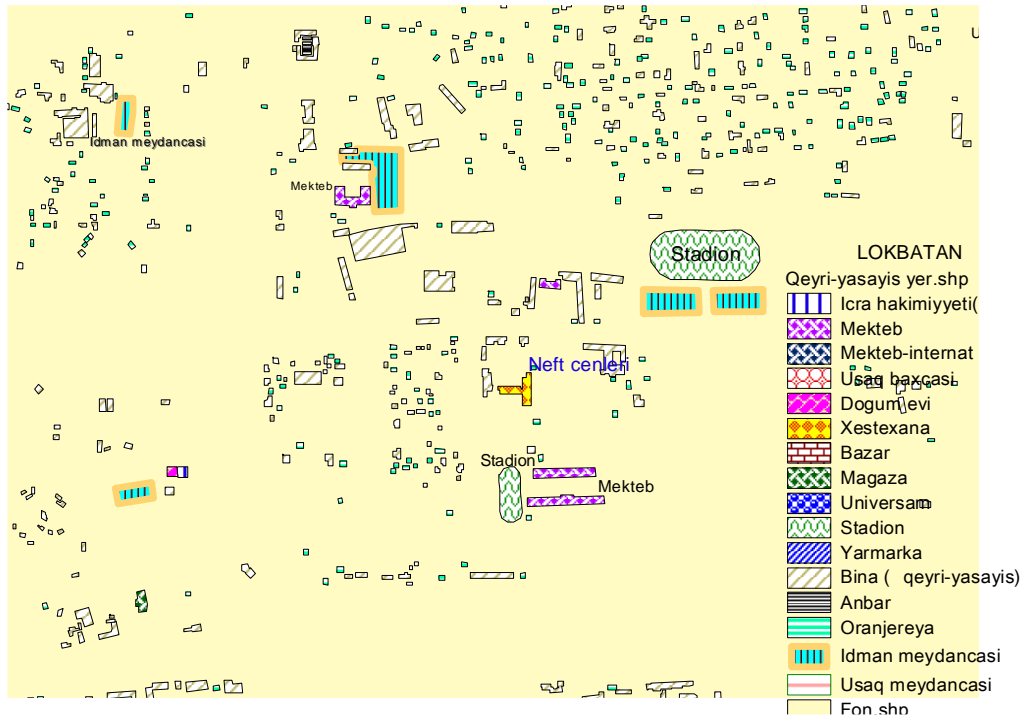 Idman meydancasi
Mekteb
Stadion
LOKBATAN
Qeyri-yasayis yer.shp
Icra hakimiyyeti(
Mekteb
Mekteb-internat
Usaq baxcasi
Dogum evi
Xestexana
Bazar
Magaza
Universam
Stadion
Yarmarka
Bina ( qeyri-yasayis)
Anbar
Oranjereya
Idman meydancasi
Usaq meydancasi
Fon.shp
Neft cenleri
Stadion
Mekteb